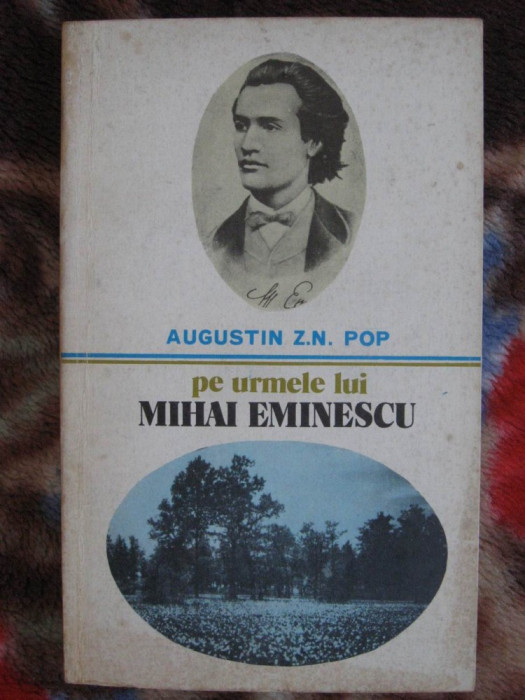 AUGUSTIN Z.N. POP
pe urmele lui
MIHAI EMINESCU